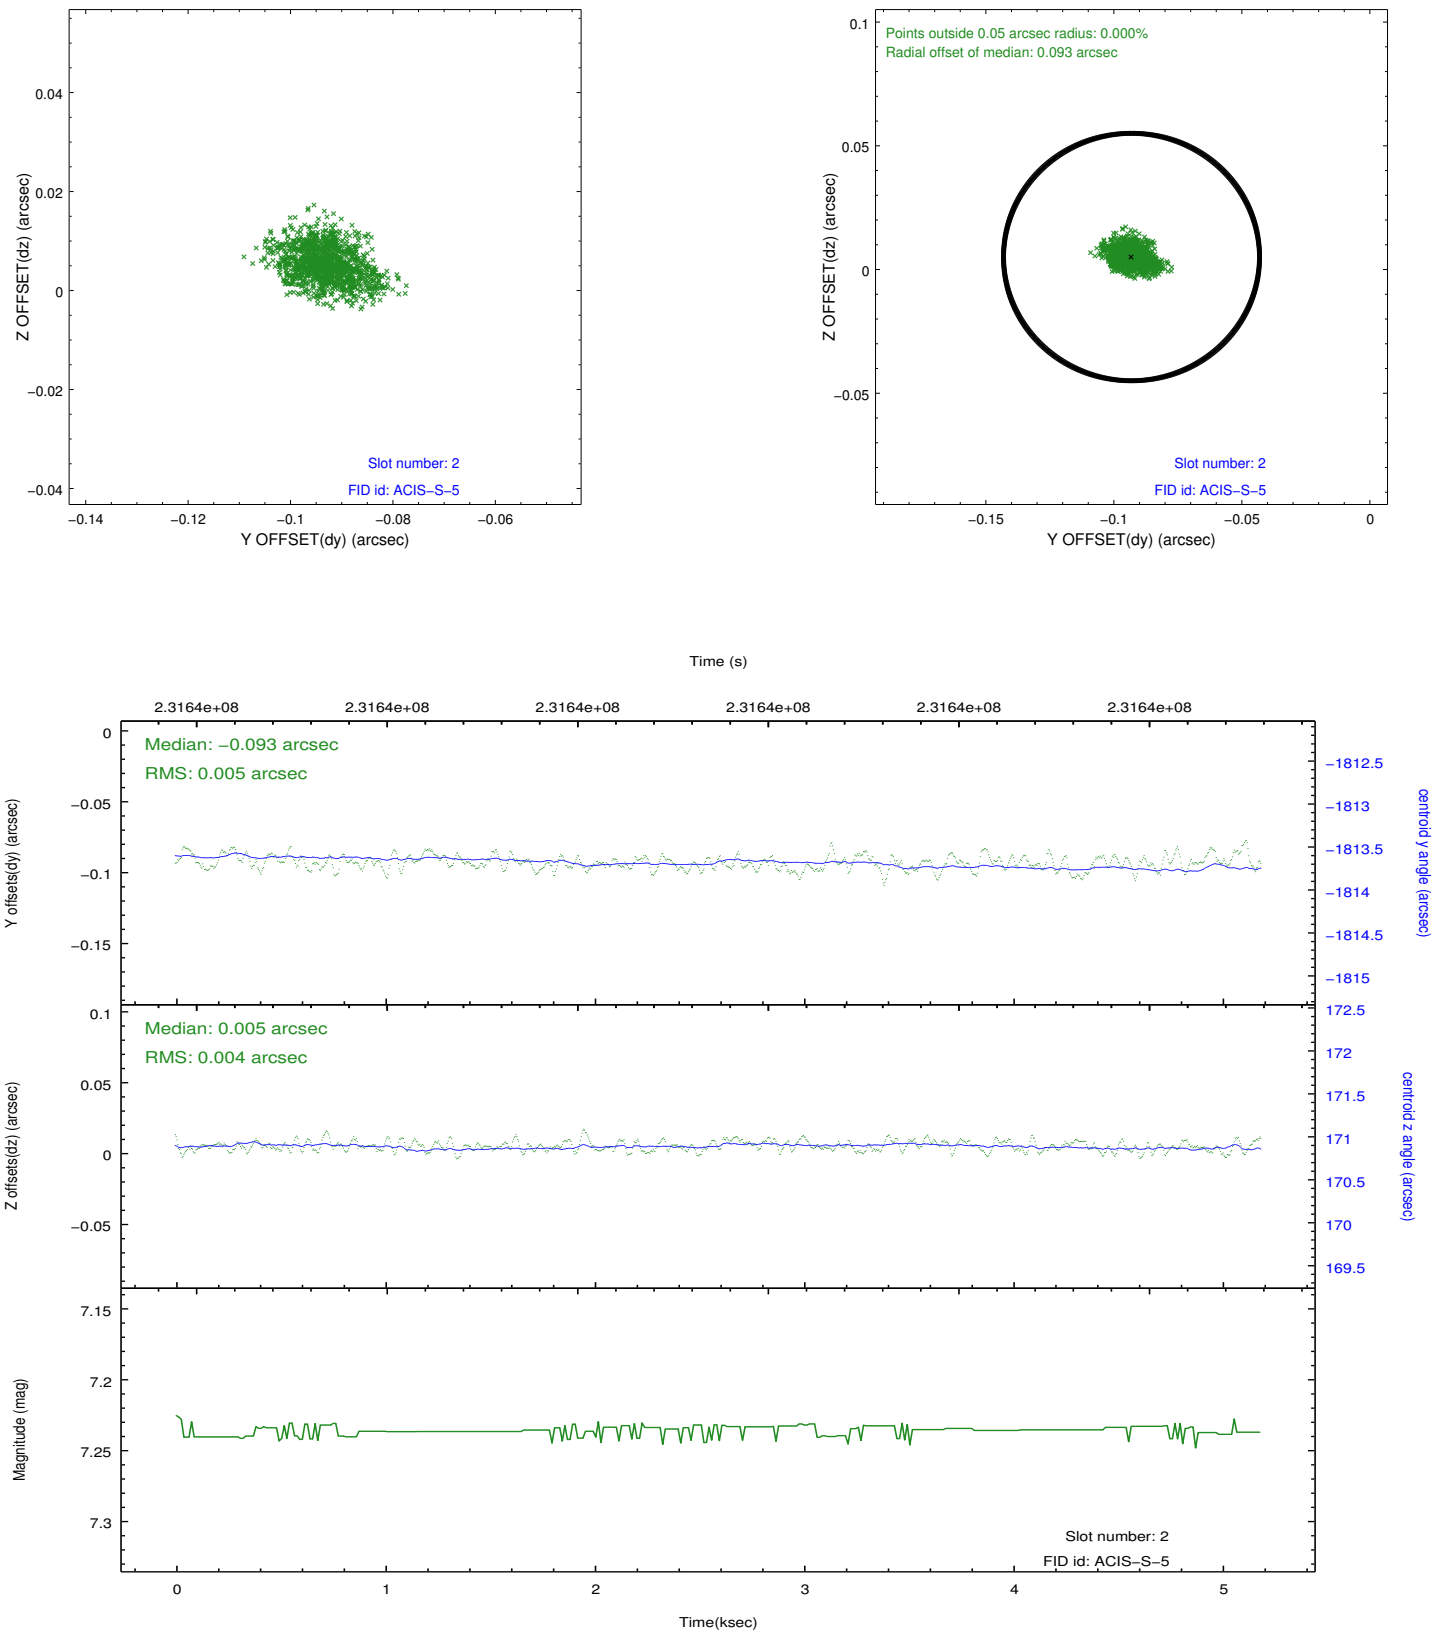 0.04
0.02
0
−0.02
−0.04
−0.14
−0.12
−0.1
−0.08
−0.06
Z OFFSET(dz) (arcsec)
Y OFFSET(dy) (arcsec)
Slot number: 2
FID id: ACIS−S−5
Points outside 0.05 arcsec radius: 0.000%
Radial offset of median: 0.093 arcsec
0.1
0.05
0
−0.05
−0.15
−0.1
−0.05
0
Z OFFSET(dz) (arcsec)
Y OFFSET(dy) (arcsec)
Slot number: 2
FID id: ACIS−S−5
Time (s)
2.3164e+08 2.3164e+08 2.3164e+08 2.3164e+08 2.3164e+08 2.3164e+08
Median: −0.093 arcsec
RMS: 0.005 arcsec
0
−0.05
−0.1
−0.15
Y offsets(dy) (arcsec)
−1812.5
−1813
−1813.5
−1814
−1814.5
−1815
centroid y angle (arcsec)
Median: 0.005 arcsec
RMS: 0.004 arcsec
0.1
0.05
0
−0.05
Z offsets(dz) (arcsec)
172.5
172
171.5
171
170.5
170
169.5
centroid z angle (arcsec)
7.15
7.2
7.25
7.3
Magnitude (mag)
Slot number: 2
FID id: ACIS−S−5
0 1 2 3 4 5
Time(ksec)